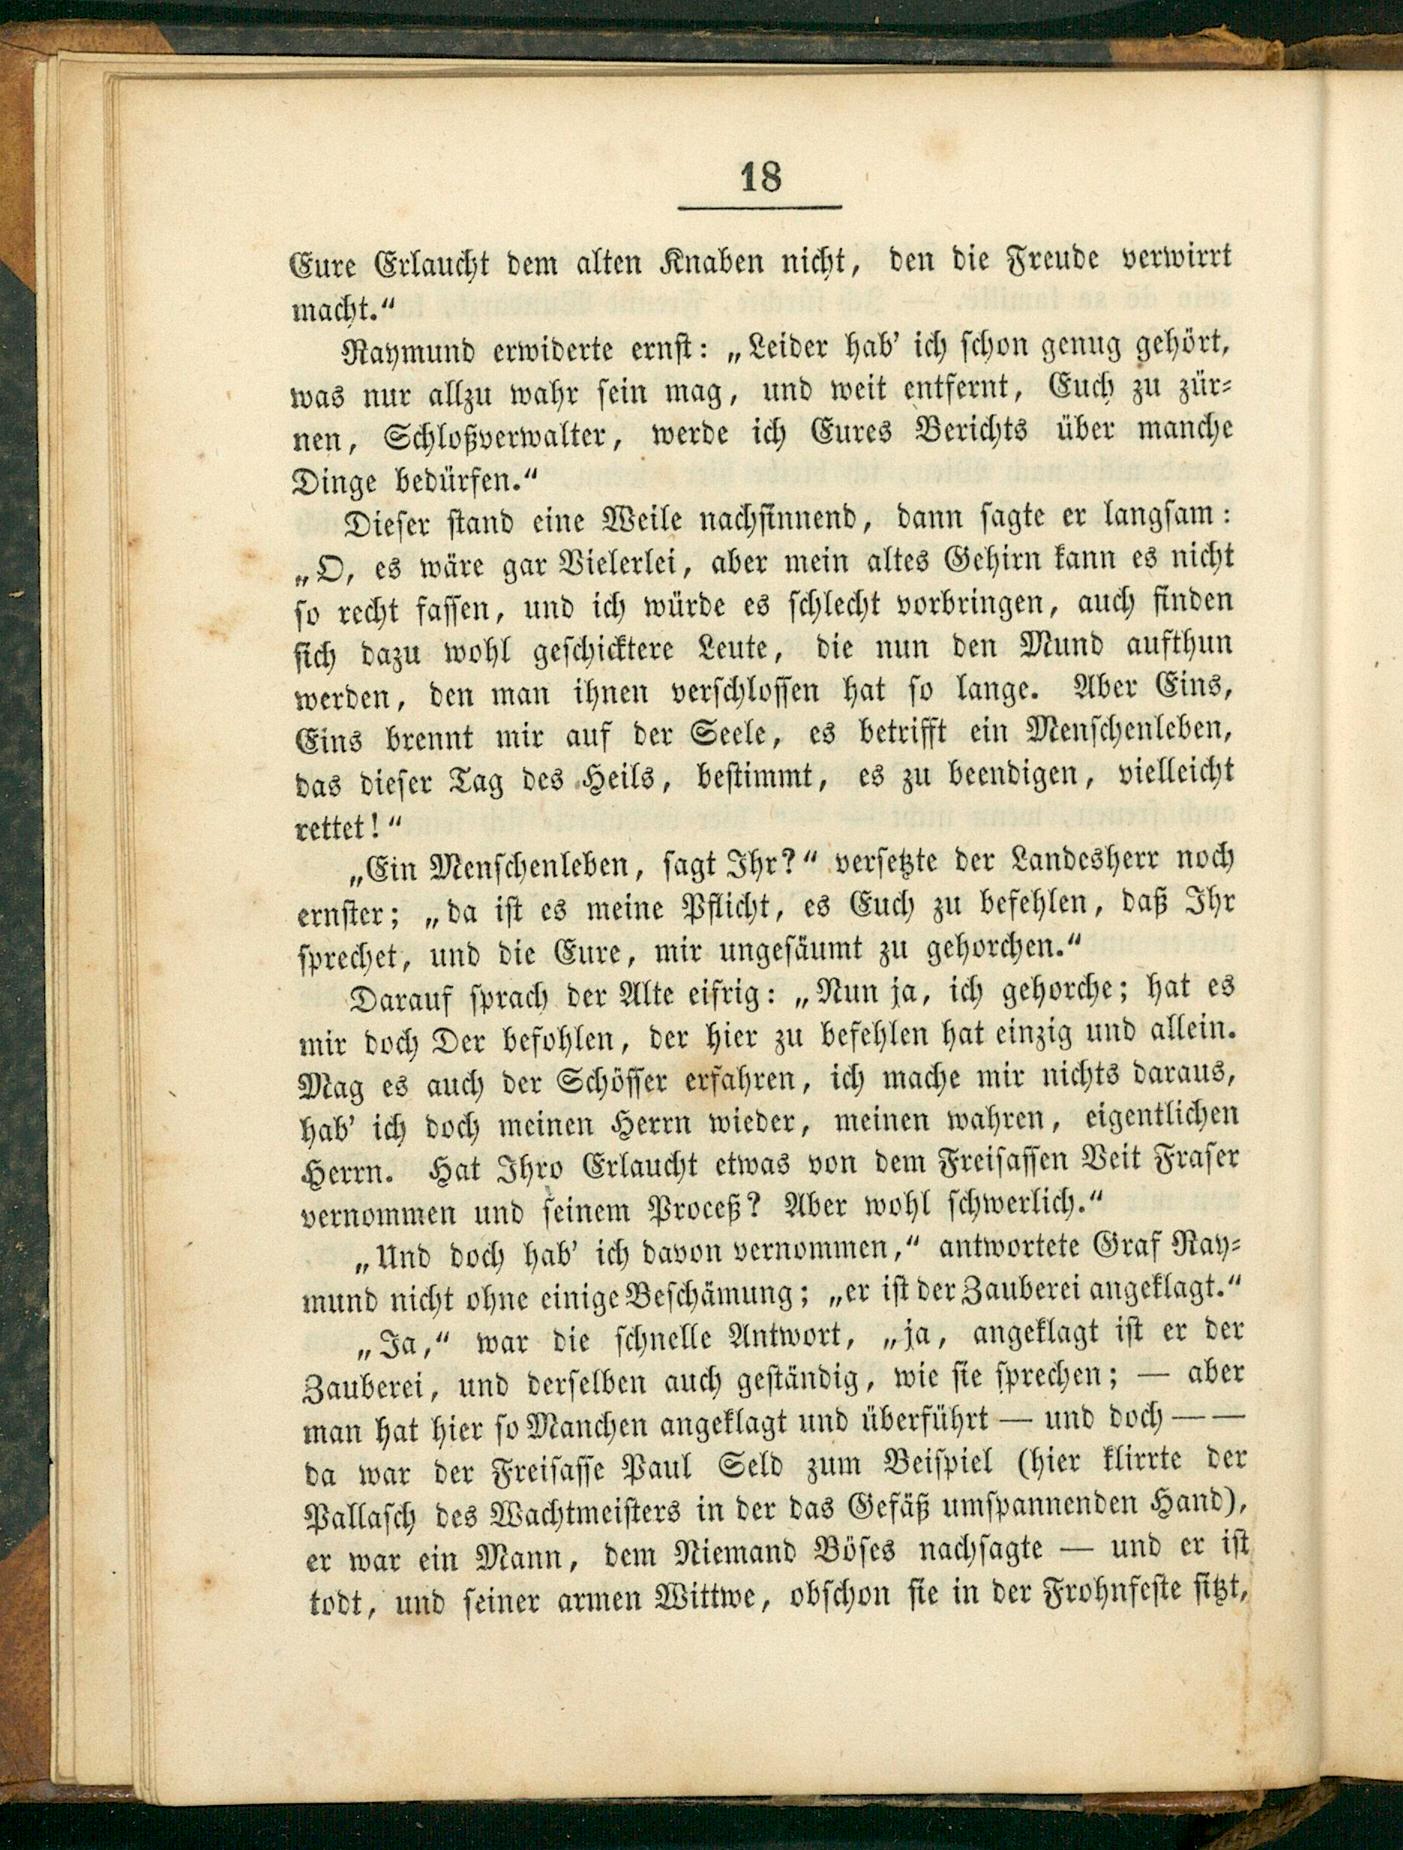 18
Eure Erlaucht dem alten Knaben nicht, den die Freude verwirrt
macht.“
Raymund erwiderte ernst: „Leider hab’ ich schon genug gehört,
was nur allzu wahr sein mag, und weit entfernt, Euch zu zür-
nen, Schloßverwalter, werde ich Eures Berichts über manche
Dinge bedürfen.“
Dieser stand eine Weile nachsinnend, dann sagte er langsam:
„O, es wäre gar Vielerlei, aber mein altes Gehirn kann es nicht
so recht fassen, und ich würde es schlecht vorbringen, auch finden
sich dazu wohl geschicktere Leute, die nun den Mund aufthun
werden, den man ihnen verschlossen hat so lange. Aber Eins,
Eins brennt mir auf der Seele, es betrifft ein Menschenleben,
das dieser Tag des Heils, bestimmt, es zu beendigen, vielleicht
rettet!“
„Ein Menschenleben, sagt Ihr?“ versetzte der Landesherr noch
ernster; „da ist es meine Pflicht, es Euch zu befehlen, daß Ihr
sprechet, und die Eure, mir ungesäumt zu gehorchen.“
Darauf sprach der Alte eifrig: „Nun ja, ich gehorche; hat es
mir doch Der befohlen, der hier zu befehlen hat einzig und allein.
Mag es auch der Schösser erfahren, ich mache mir nichts daraus,
hab’ ich doch meinen Herrn wieder, meinen wahren, eigentlichen
Herrn. Hat Ihro Erlaucht etwas von dem Freisassen Veit Fraser
vernommen und seinem Proceß? Aber wohl schwerlich.“
„Und doch hab’ ich davon vernommen,“ antwortete Graf Ray-
mund nicht ohne einige Beschämung; „er ist der Zauberei angeklagt.“
„Ja,“ war die schnelle Antwort, „ja, angeklagt ist er der
Zauberei, und derselben auch geständig, wie sie sprechen; — aber
man hat hier so Manchen angeklagt und überführt — und doch — —
da war der Freisasse Paul Seld zum Beispiel (hier klirrte der
Pallasch des Wachtmeisters in der das Gefäß umspannenden Hand),
er war ein Mann, dem Niemand Böses nachsagte — und er ist
todt, und seiner armen Wittwe, obschon sie in der Frohnfeste sitzt,